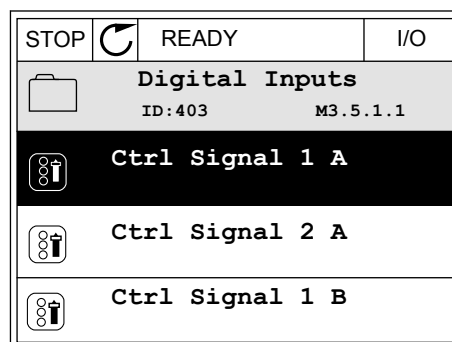 STOP READY I/O
Digital Inputs
ID:403 M3.5.1.1
Ctrl Signal 1 A
Ctrl Signal 2 A
Ctrl Signal 1 B